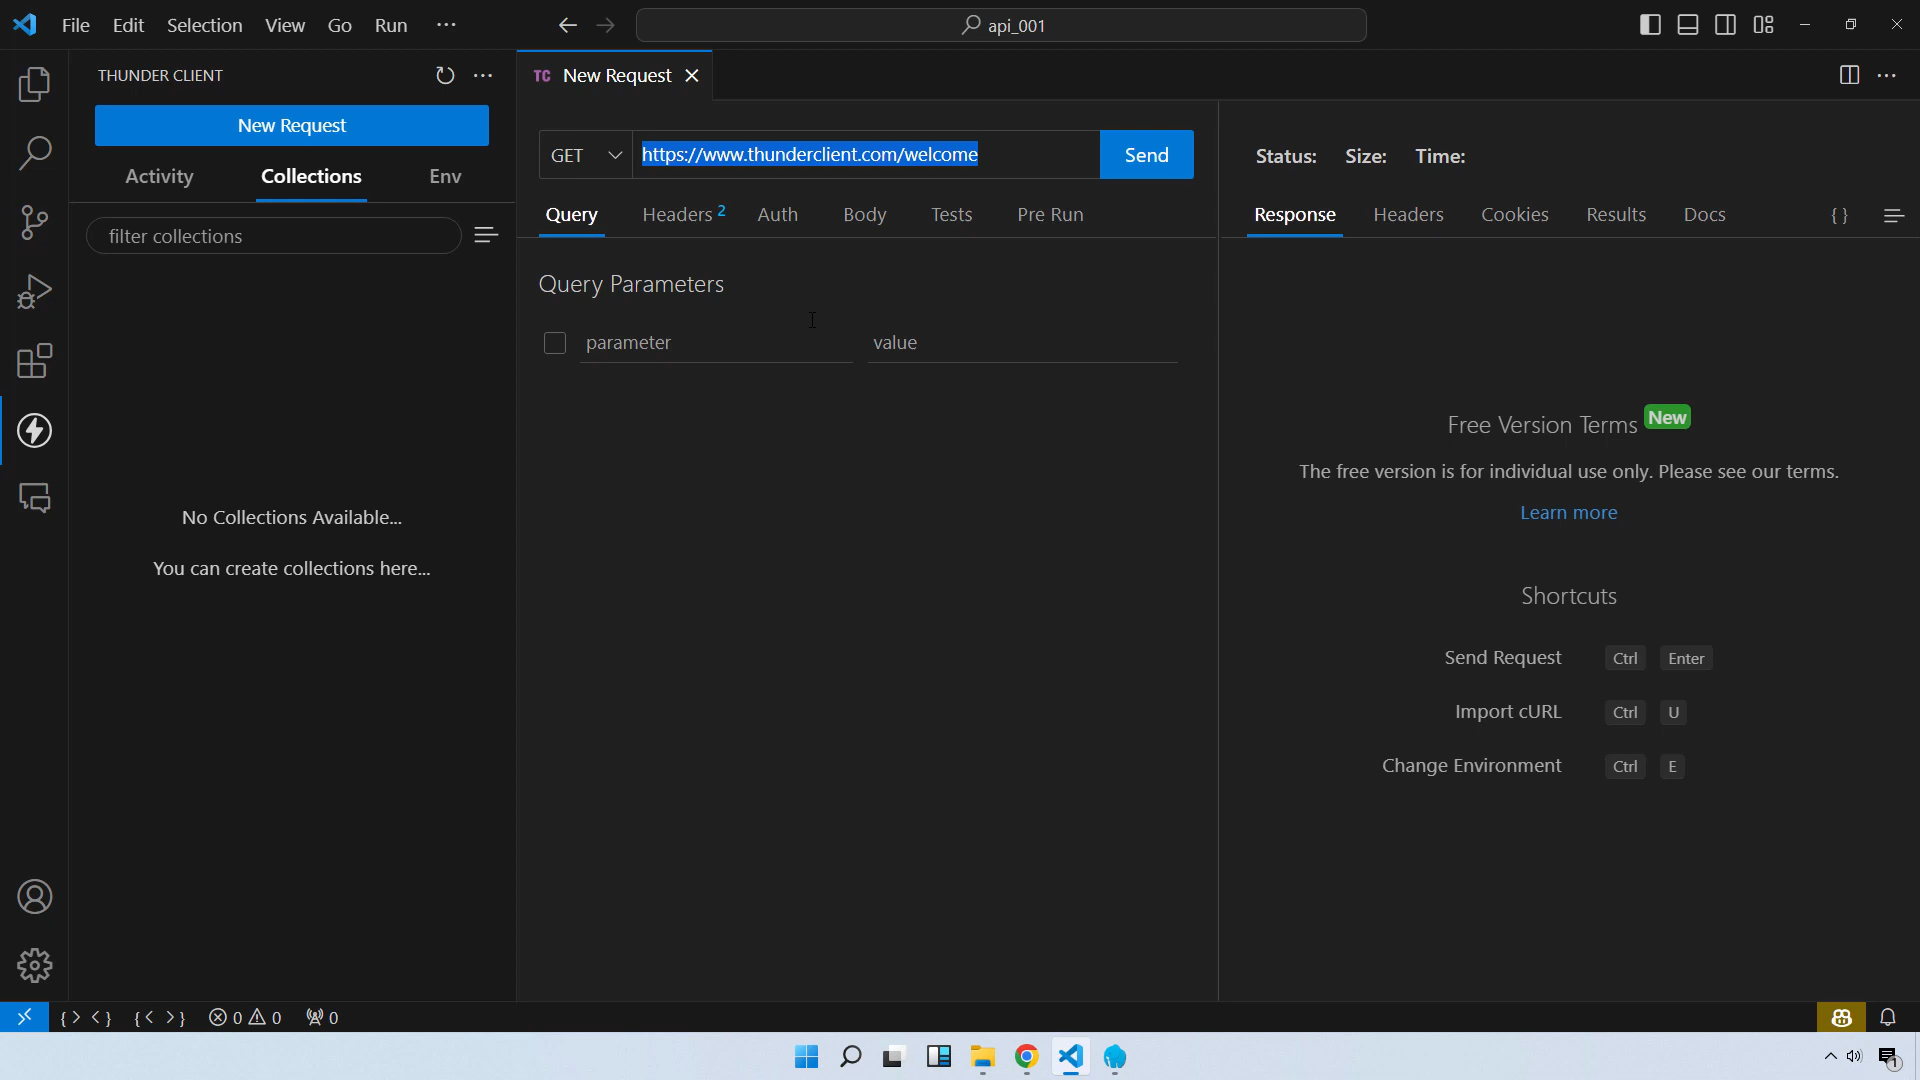 File Edit Selection View Go Run ···
api_001
THUNDER CLIENT
New Request
Activity Collections Env
filter collections
No Collections Available...
You can create collections here...
TC New Request
GET https://www.thunderclient.com/welcome Send
Query Headers 2 Auth Body Tests Pre Run
Query Parameters
parameter value
Status: Size: Time:
Response Headers Cookies Results Docs { }
Free Version Terms New
The free version is for individual use only. Please see our terms.
Learn more
Shortcuts
Send Request Ctrl Enter
Import cURL Ctrl U
Change Environment Ctrl E
{ > < } { < > } 0 0 0
1